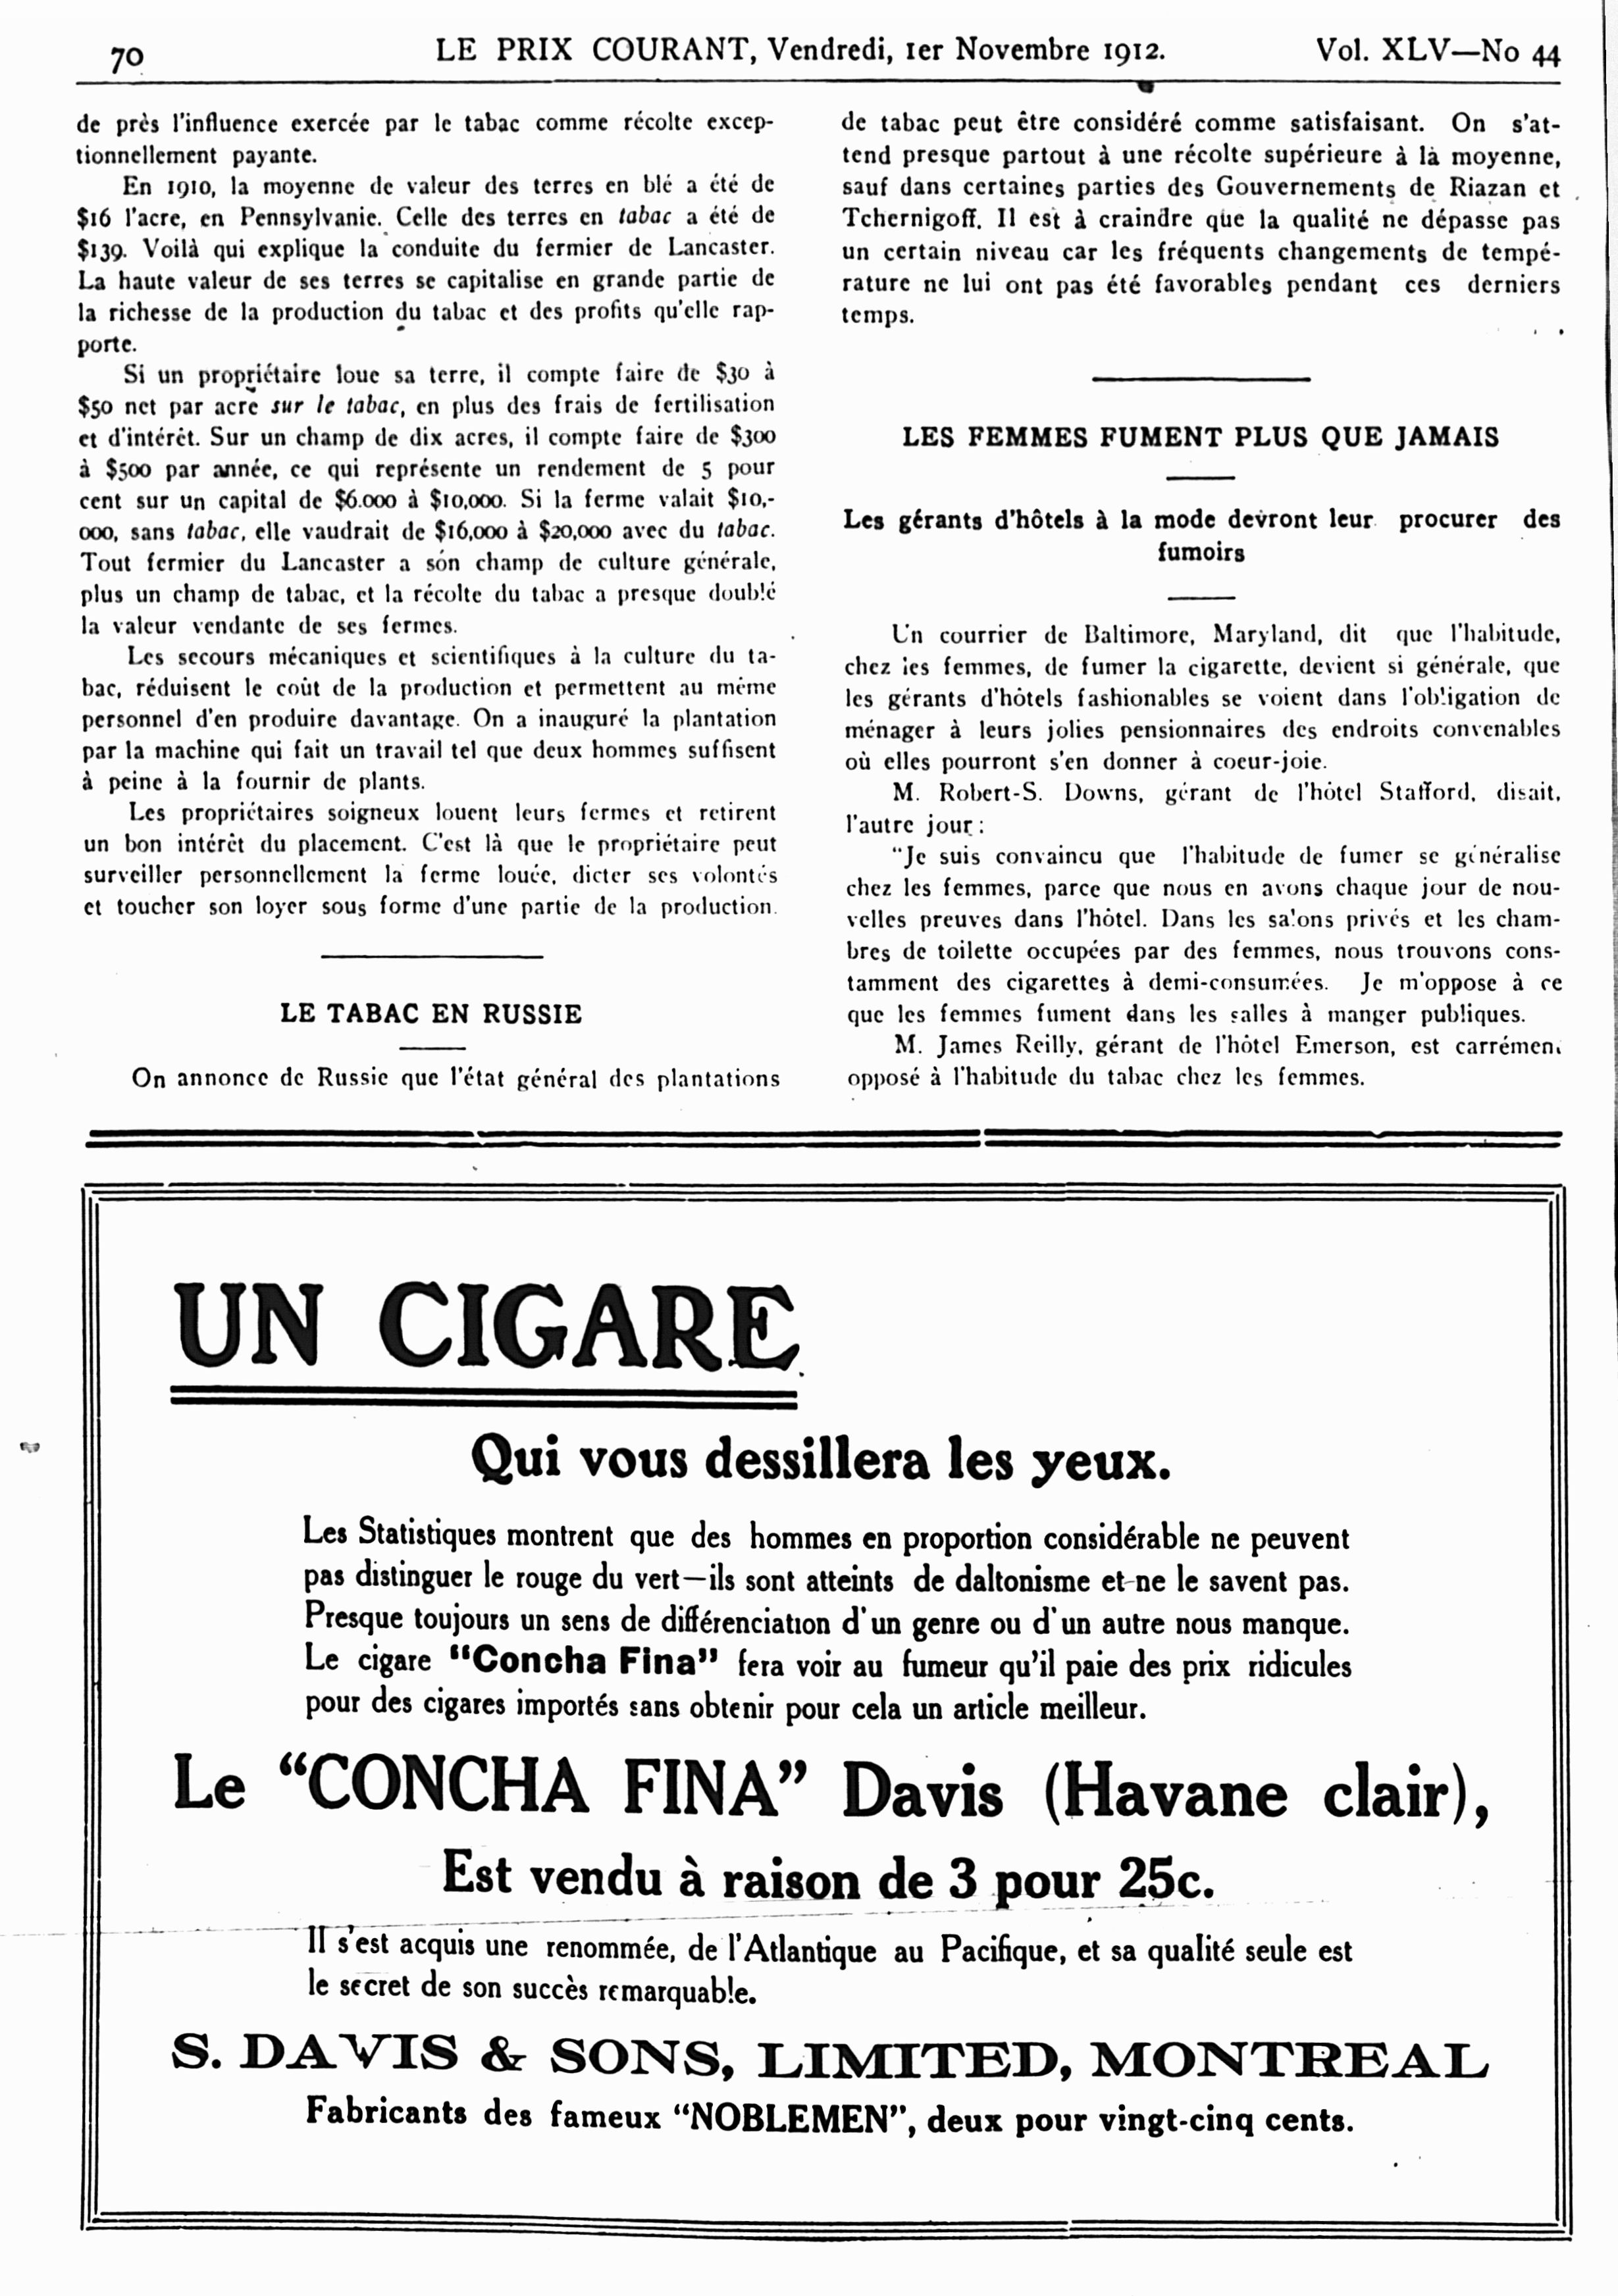 70
LE PRIX COURANT, Vendredi, 1er Novembre 1912.
Vol. XLV—No 44
de près l'influence exercée par le tabac comme récolte excep-
tionnellement payante.
En 1910, la moyenne de valeur des terres en blé a été de
$16 l'acre, en Pennsylvanie. Celle des terres en tabac a été de
$139. Voilà qui explique la conduite du fermier de Lancaster.
La haute valeur de ses terres se capitalise en grande partie de
la richesse de la production du tabac et des profits qu'elle rap-
porte.
Si un propriétaire loue sa terre, il compte faire de $30 à
$50 net par acre sur le tabac, en plus des frais de fertilisation
et d'intérêt. Sur un champ de dix acres, il compte faire de $300
à $500 par année, ce qui représente un rendement de 5 pour
cent sur un capital de $6.000 à $10,000. Si la ferme valait $10,-
000, sans tabac, elle vaudrait de $16,000 à $20,000 avec du tabac.
Tout fermier du Lancaster a són champ de culture générale,
plus un champ de tabac, et la récolte du tabac a presque doublé
la valeur vendante de ses fermes.
Les secours mécaniques et scientifiques à la culture du ta-
bac, réduisent le coût de la production et permettent au même
personnel d'en produire davantage. On a inauguré la plantation
par la machine qui fait un travail tel que deux hommes suffisent
à peine à la fournir de plants.
Les propriétaires soigneux louent leurs fermes et retirent
un bon intérêt du placement. C'est là que le propriétaire peut
surveiller personnellement la ferme louée, dicter ses volontés
et toucher son loyer sous forme d'une partie de la production.
LE TABAC EN RUSSIE
On annonce de Russie que l'état général des plantations
de tabac peut être considéré comme satisfaisant. On s'at-
tend presque partout à une récolte supérieure à la moyenne,
sauf dans certaines parties des Gouvernements de Riazan et
Tchernigoff. Il est à craindre que la qualité ne dépasse pas
un certain niveau car les fréquents changements de tempé-
rature ne lui ont pas été favorables pendant ces derniers
temps.
LES FEMMES FUMENT PLUS QUE JAMAIS
Les gérants d'hôtels à la mode devront leur procurer des
fumoirs
Un courrier de Baltimore, Maryland, dit que l'habitude,
chez les femmes, de fumer la cigarette, devient si générale, que
les gérants d'hôtels fashionables se voient dans l'obligation de
ménager à leurs jolies pensionnaires des endroits convenables
où elles pourront s'en donner à coeur-joie.
M. Robert-S. Downs, gérant de l'hôtel Stafford, disait,
l'autre jour:
"Je suis convaincu que l'habitude de fumer se généralise
chez les femmes, parce que nous en avons chaque jour de nou-
velles preuves dans l'hôtel. Dans les salons privés et les cham-
bres de toilette occupées par des femmes, nous trouvons cons-
tamment des cigarettes à demi-consumées. Je m'oppose à ce
que les femmes fument dans les salles à manger publiques.
M. James Reilly, gérant de l'hôtel Emerson, est carrément
opposé à l'habitude du tabac chez les femmes.
UN CIGARE
Qui vous dessillera les yeux.
Les Statistiques montrent que des hommes en proportion considérable ne peuvent
pas distinguer le rouge du vert—ils sont atteints de daltonisme et ne le savent pas.
Presque toujours un sens de différenciation d'un genre ou d'un autre nous manque.
Le cigare "Concha Fina" fera voir au fumeur qu'il paie des prix ridicules
pour des cigares importés sans obtenir pour cela un article meilleur.
Le "CONCHA FINA" Davis (Havane clair),
Est vendu à raison de 3 pour 25c.
Il s'est acquis une renommée, de l'Atlantique au Pacifique, et sa qualité seule est
le secret de son succès remarquable.
S. DAVIS & SONS, LIMITED, MONTREAL
Fabricants des fameux "NOBLEMEN", deux pour vingt-cinq cents.